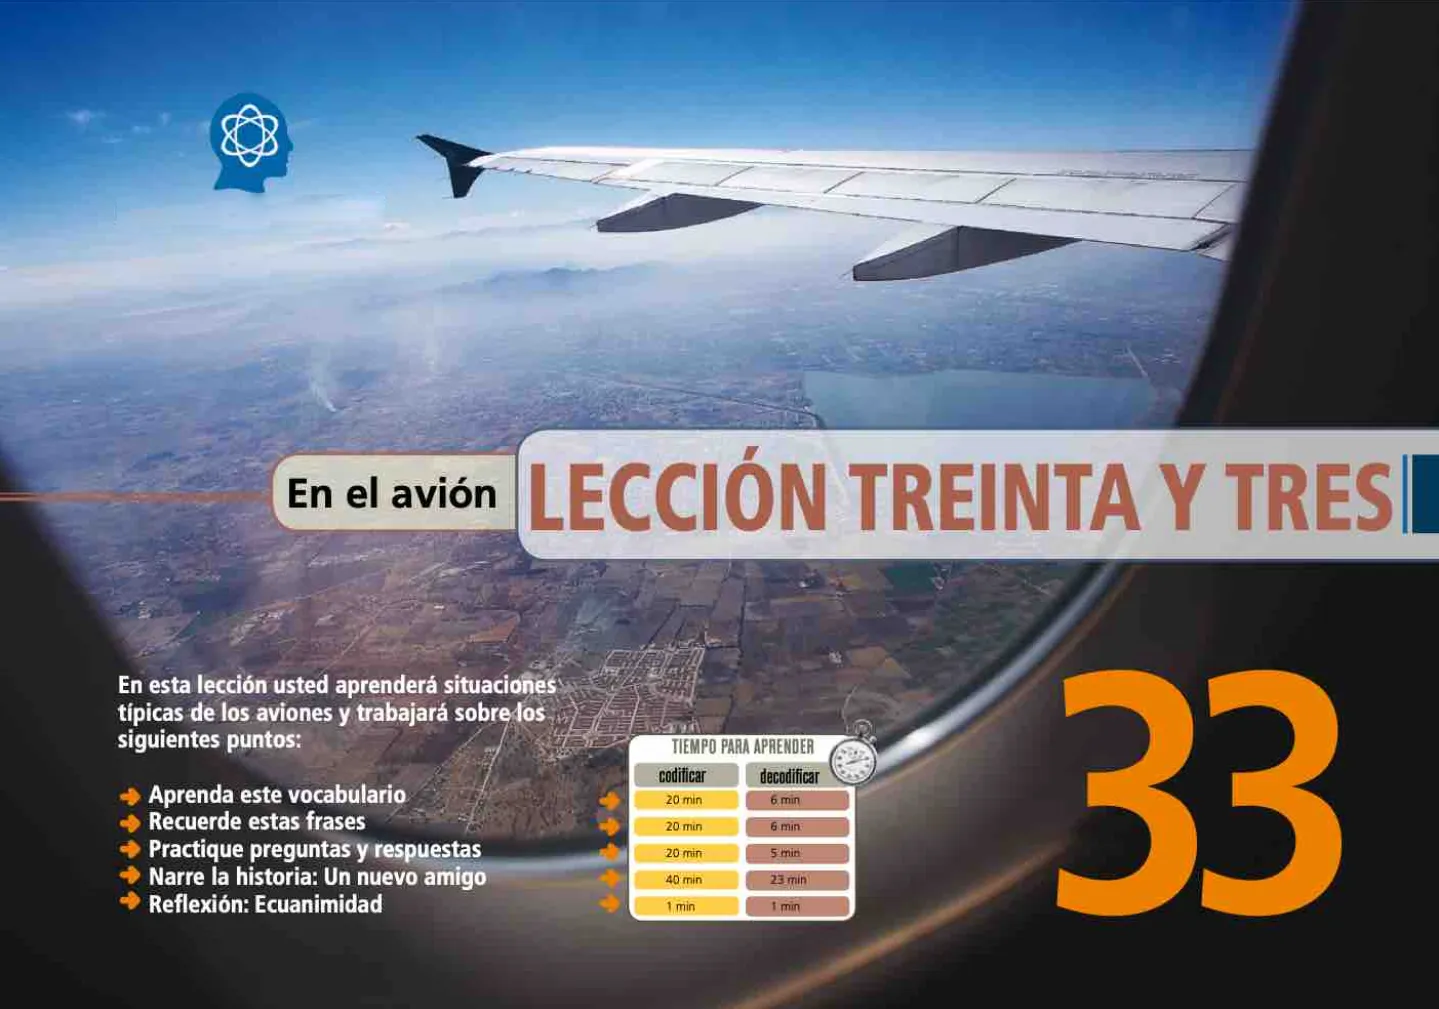 En el avión
LECCIÓN TREINTA Y TRES
En esta lección usted aprenderá situaciones
típicas de los aviones y trabajará sobre los
siguientes puntos:
Aprenda este vocabulario
Recuerde estas frases
Practique preguntas y respuestas
Narre la historia: Un nuevo amigo
Reflexión: Ecuanimidad
TIEMPO PARA APRENDER
codificar decodificar
20 min 6 min
20 min 6 min
20 min 5 min
40 min 23 min
1 min 1 min
33